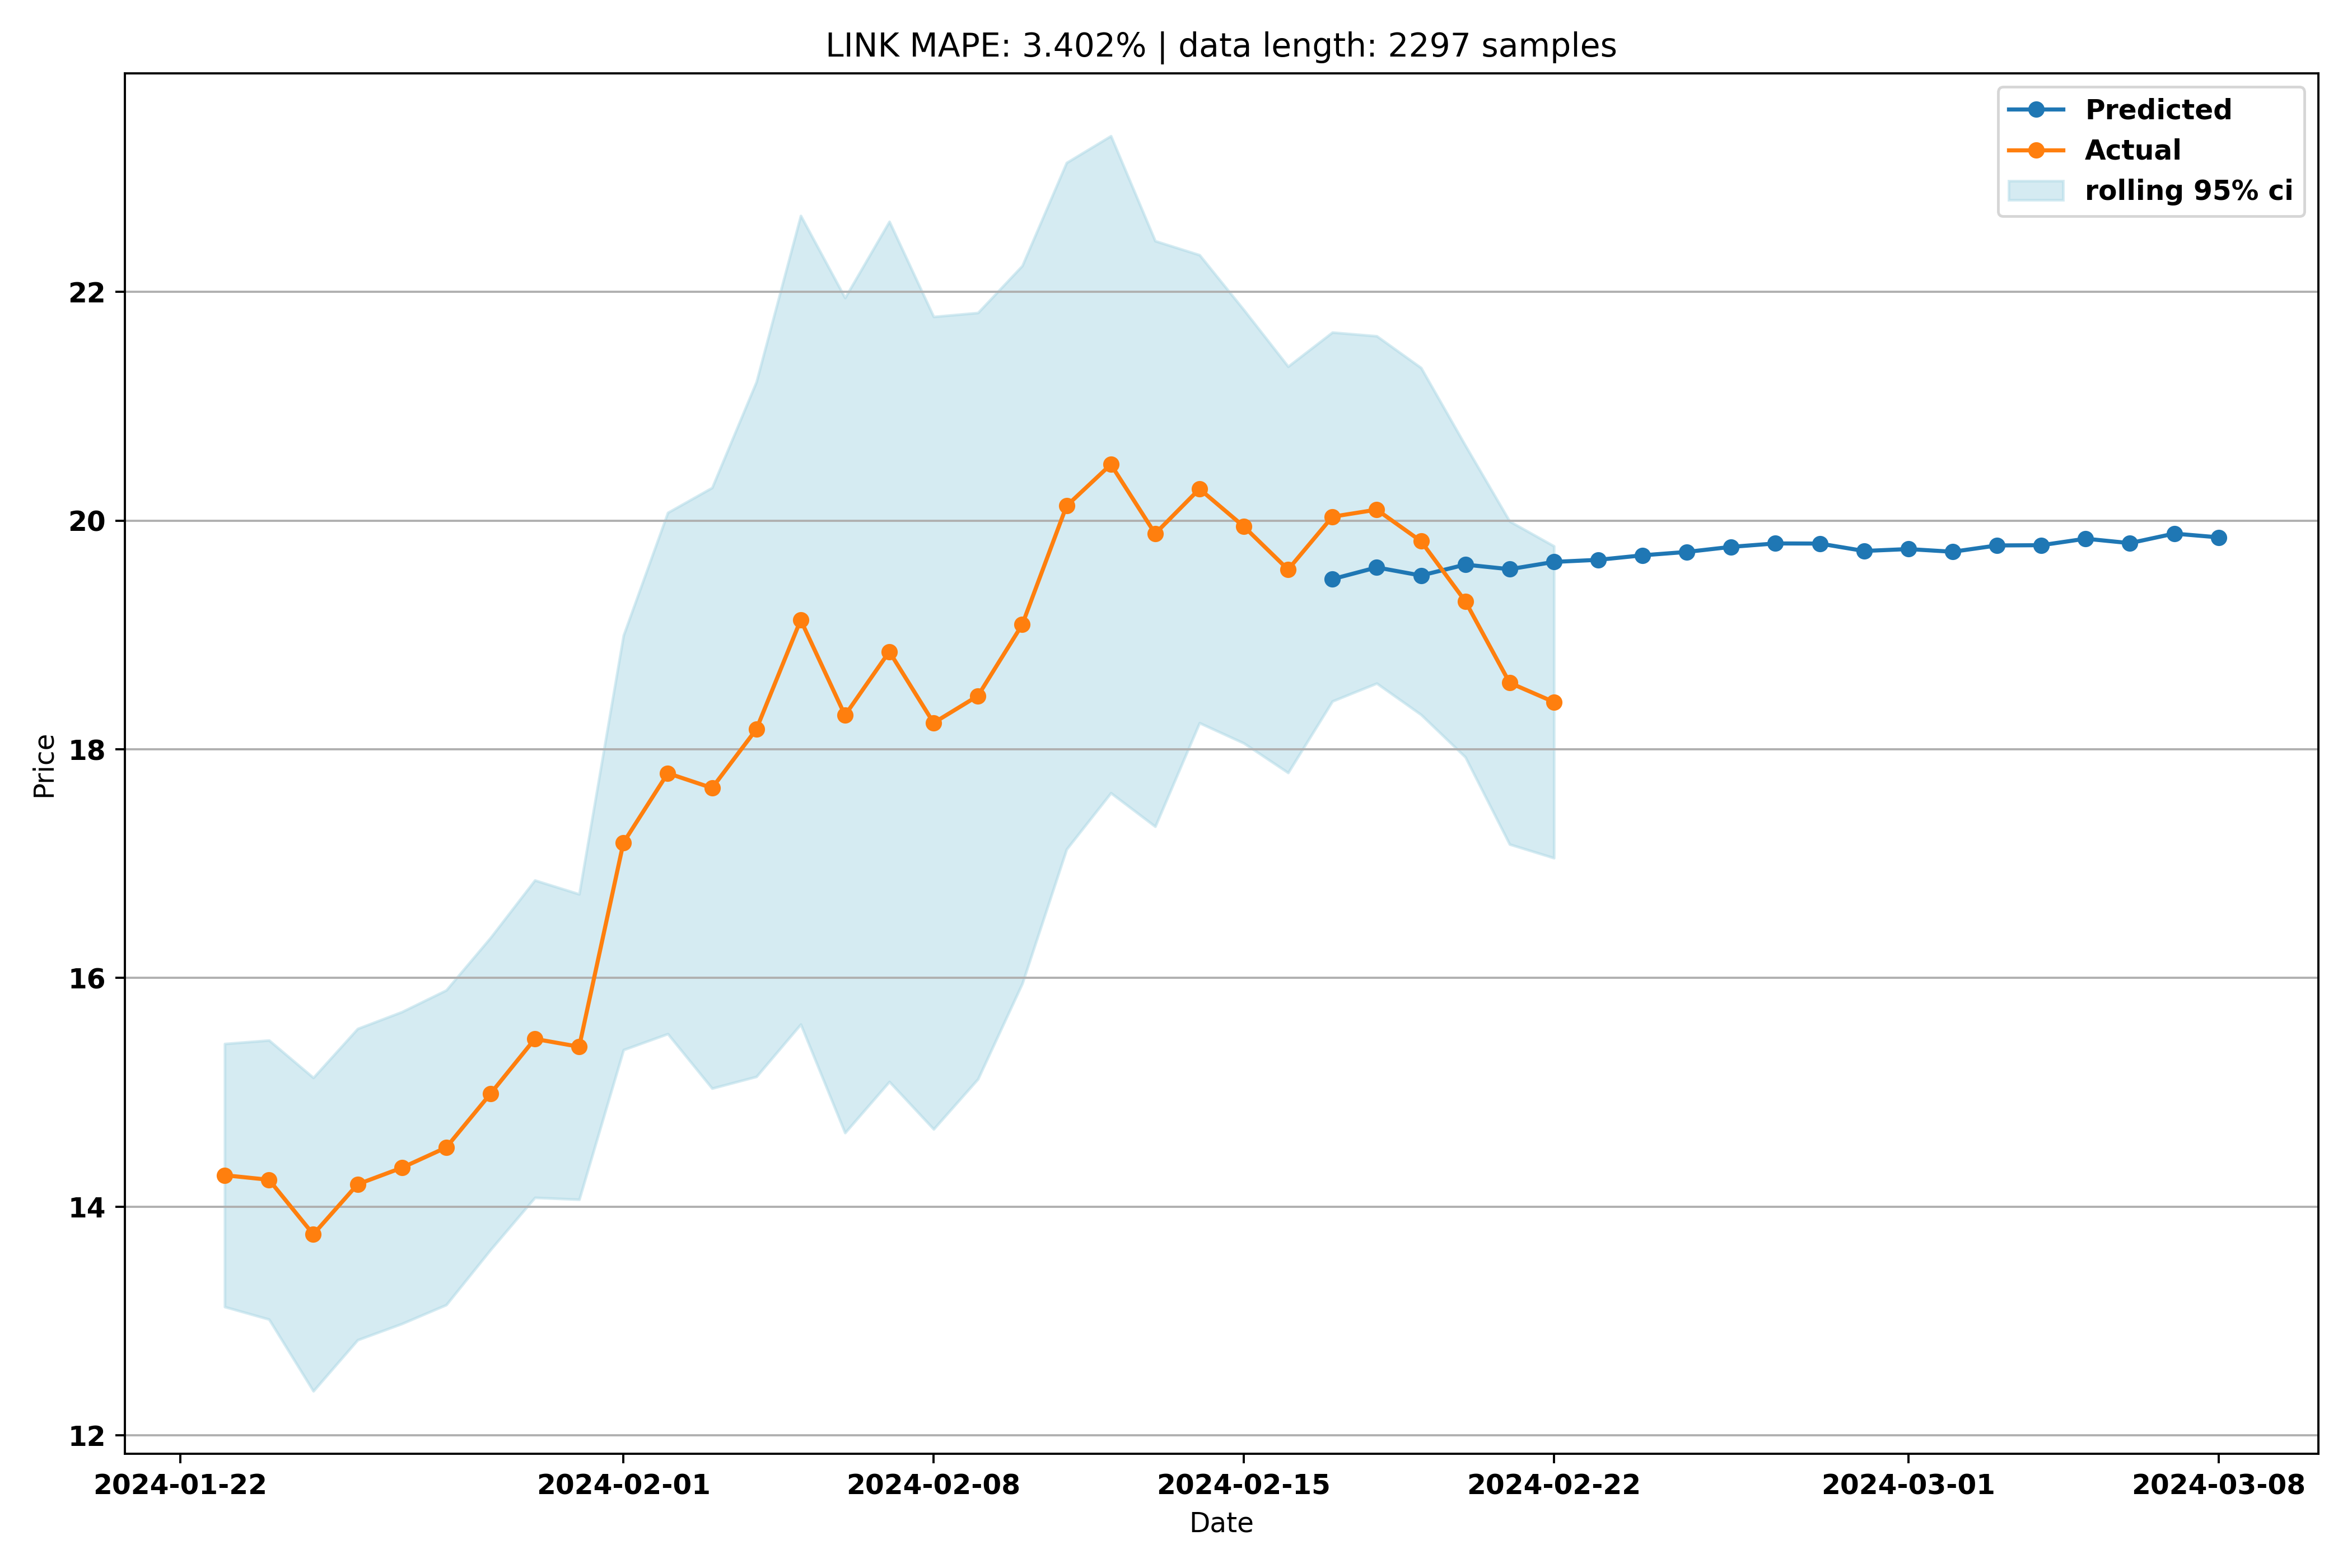 LINK MAPE: 3.402% | data length: 2297 samples
Predicted
Actual
rolling 95% ci
22
20
18
16
14
12
Price
2024-01-22
2024-02-01
2024-02-08
2024-02-15
2024-02-22
2024-03-01
2024-03-08
Date